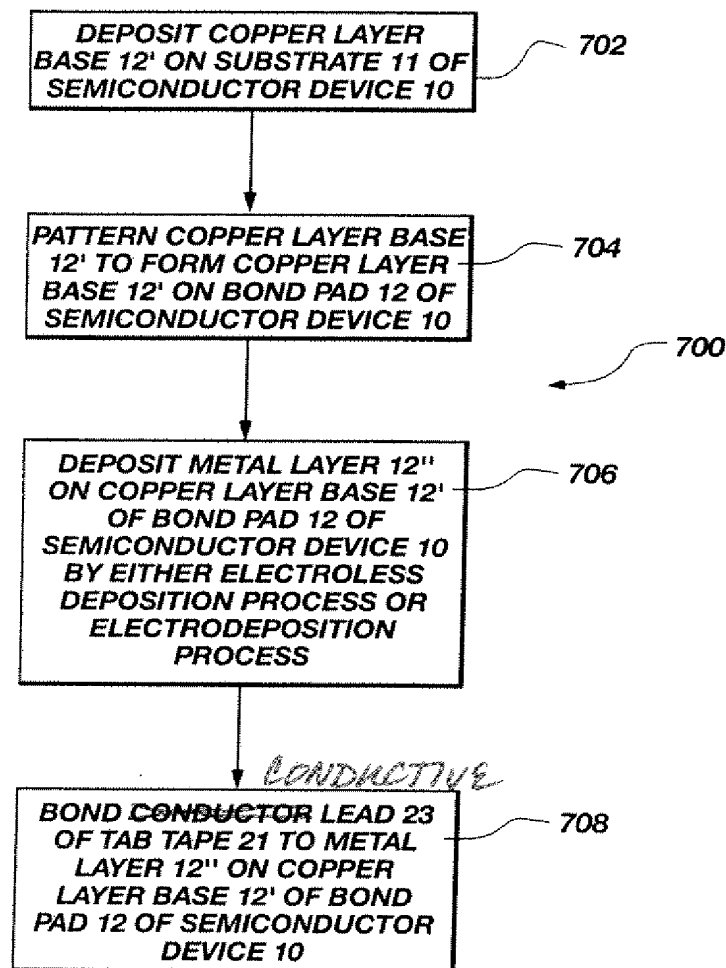 DEPOSIT COPPER LAYER
BASE 12' ON SUBSTRATE 11 OF
SEMICONDUCTOR DEVICE 10
702
PATTERN COPPER LAYER BASE
12' TO FORM COPPER LAYER
BASE 12' ON BOND PAD 12 OF
SEMICONDUCTOR DEVICE 10
704
700
DEPOSIT METAL LAYER 12"
ON COPPER LAYER BASE 12'
OF BOND PAD 12 OF
SEMICONDUCTOR DEVICE 10
BY EITHER ELECTROLESS
DEPOSITION PROCESS OR
ELECTRODEPOSITION
PROCESS
706
CONDUCTIVE
BOND CONDUCTOR LEAD 23
OF TAB TAPE 21 TO METAL
LAYER 12" ON COPPER
LAYER BASE 12' OF BOND
PAD 12 OF SEMICONDUCTOR
DEVICE 10
708